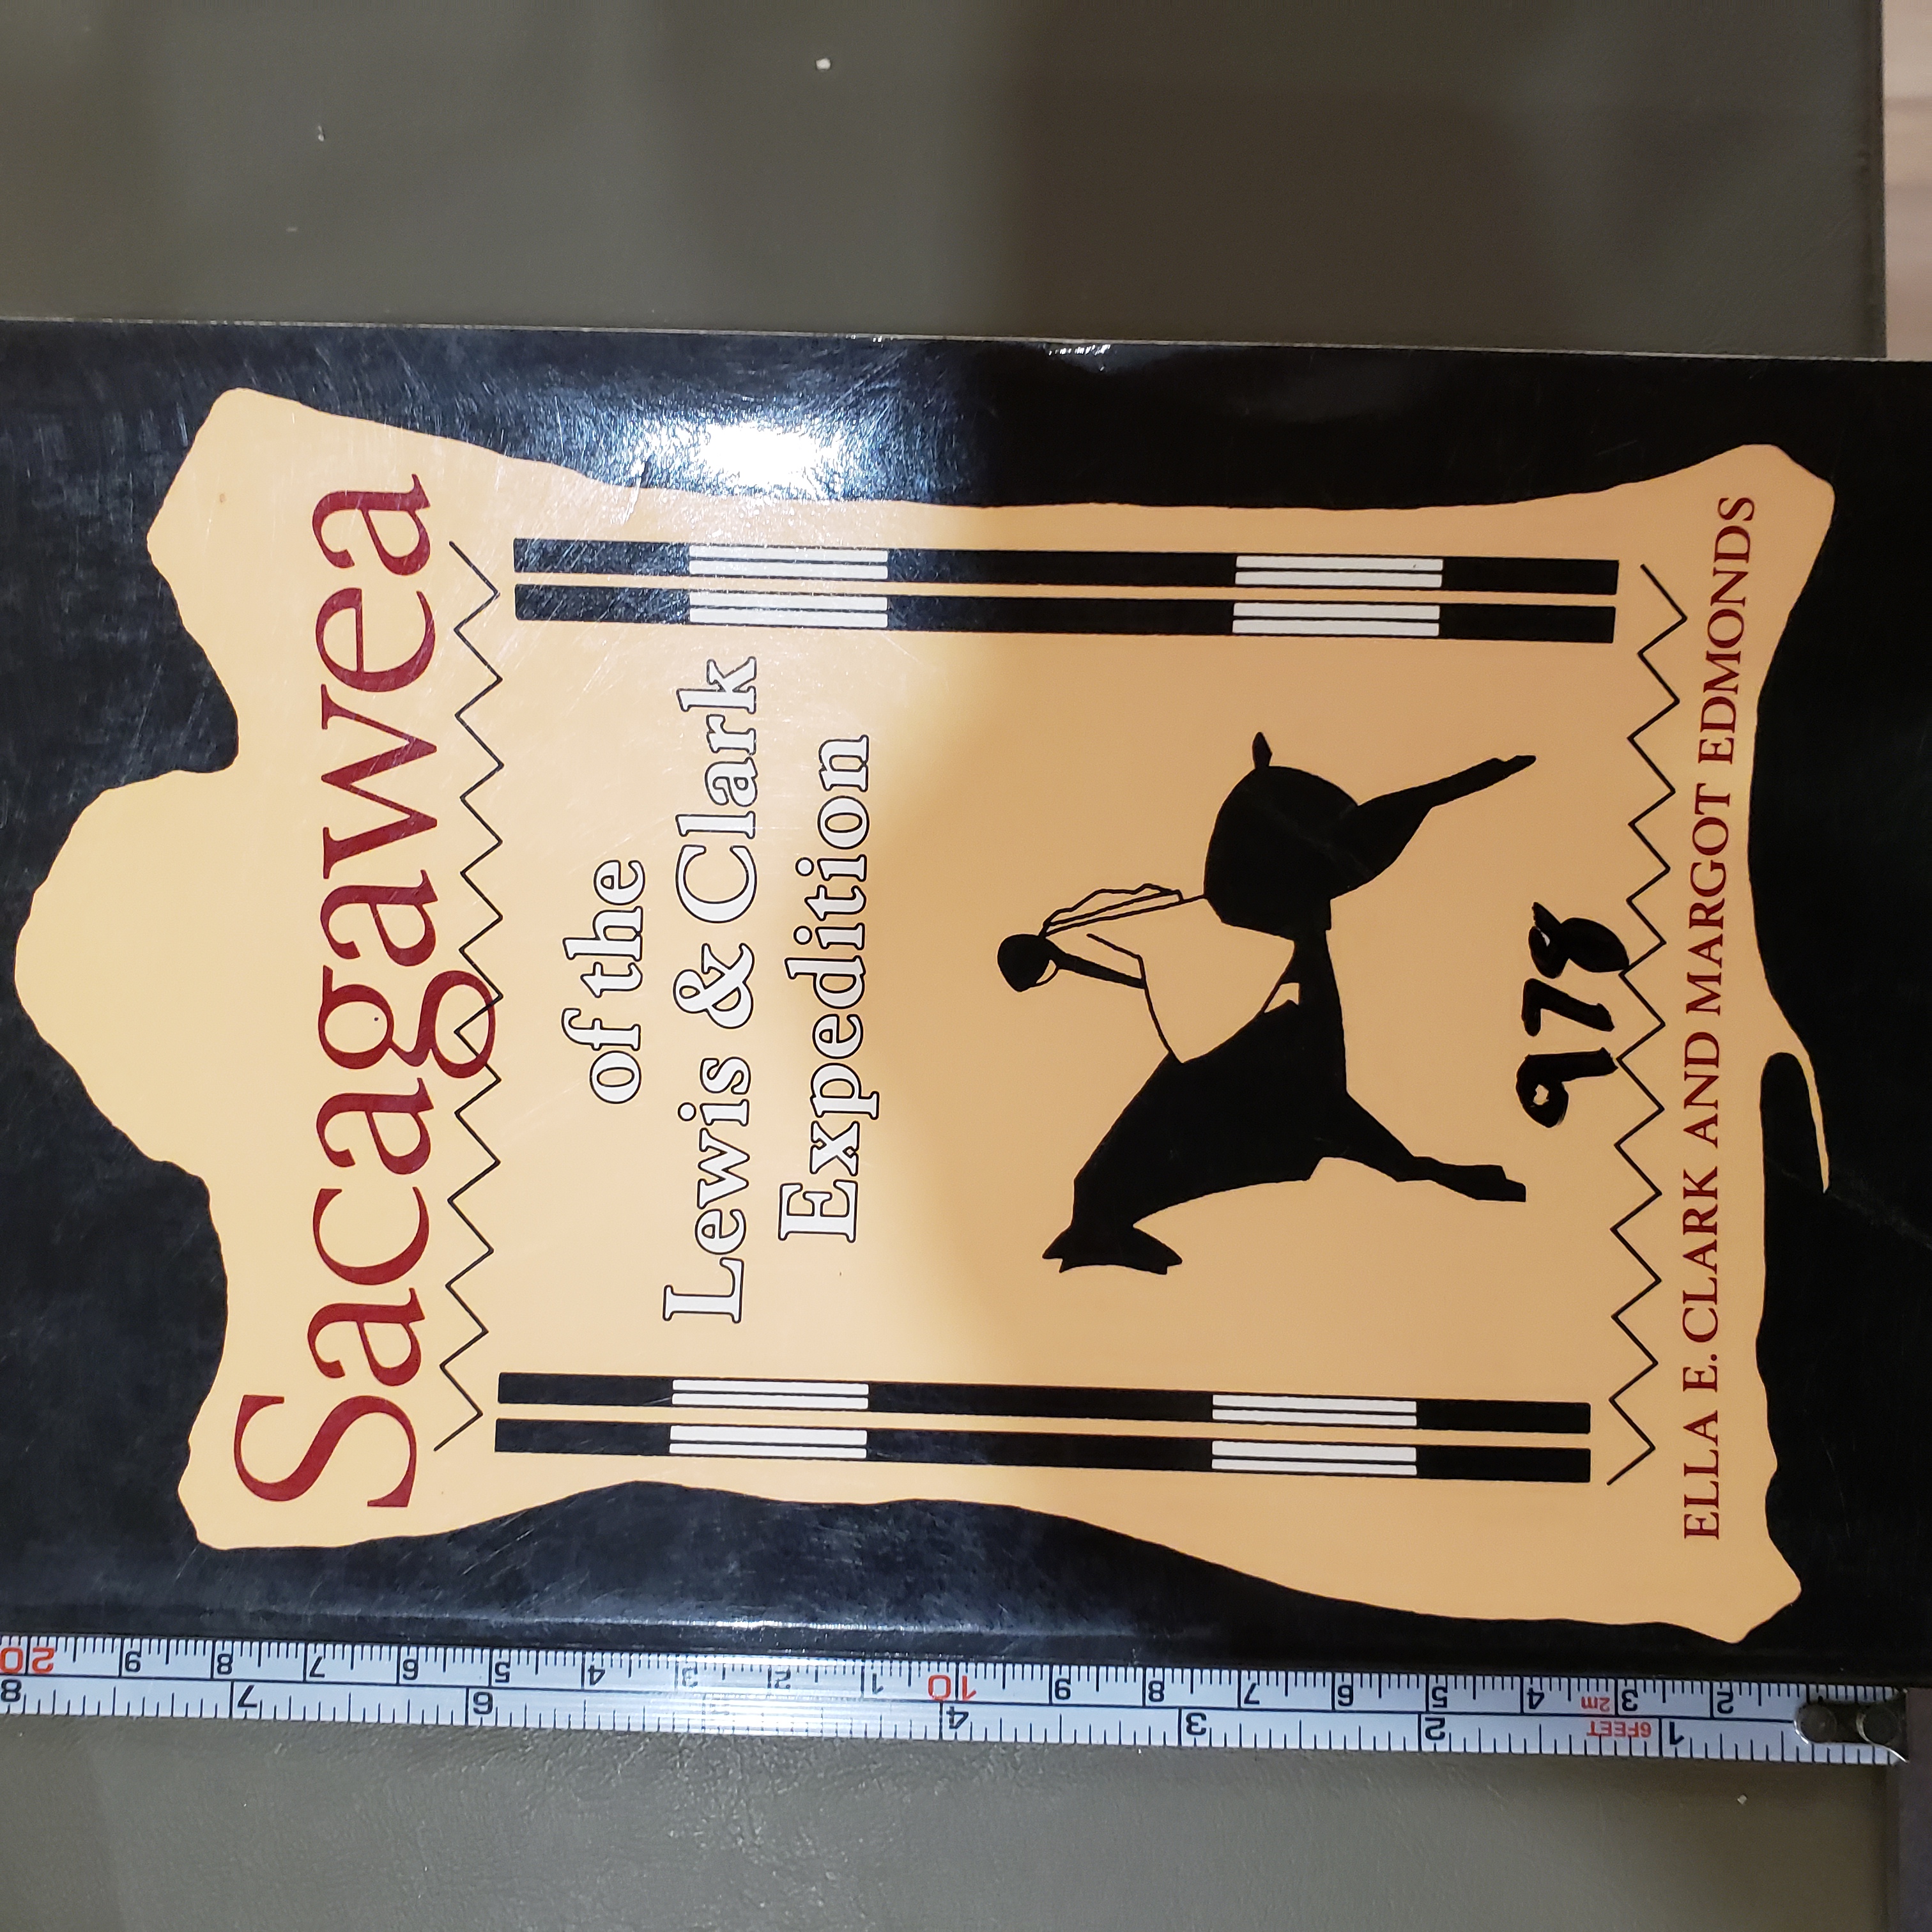 Sacagawea
of the
Lewis & Clark
Expedition
978
ELLA E. CLARK AND MARGOT EDMONDS
1 6FEET 2 3 4 6 7 8
2 3 2m 4 5 6 7 8 9 10 1 2 3 4 5 6 7 8 9 20